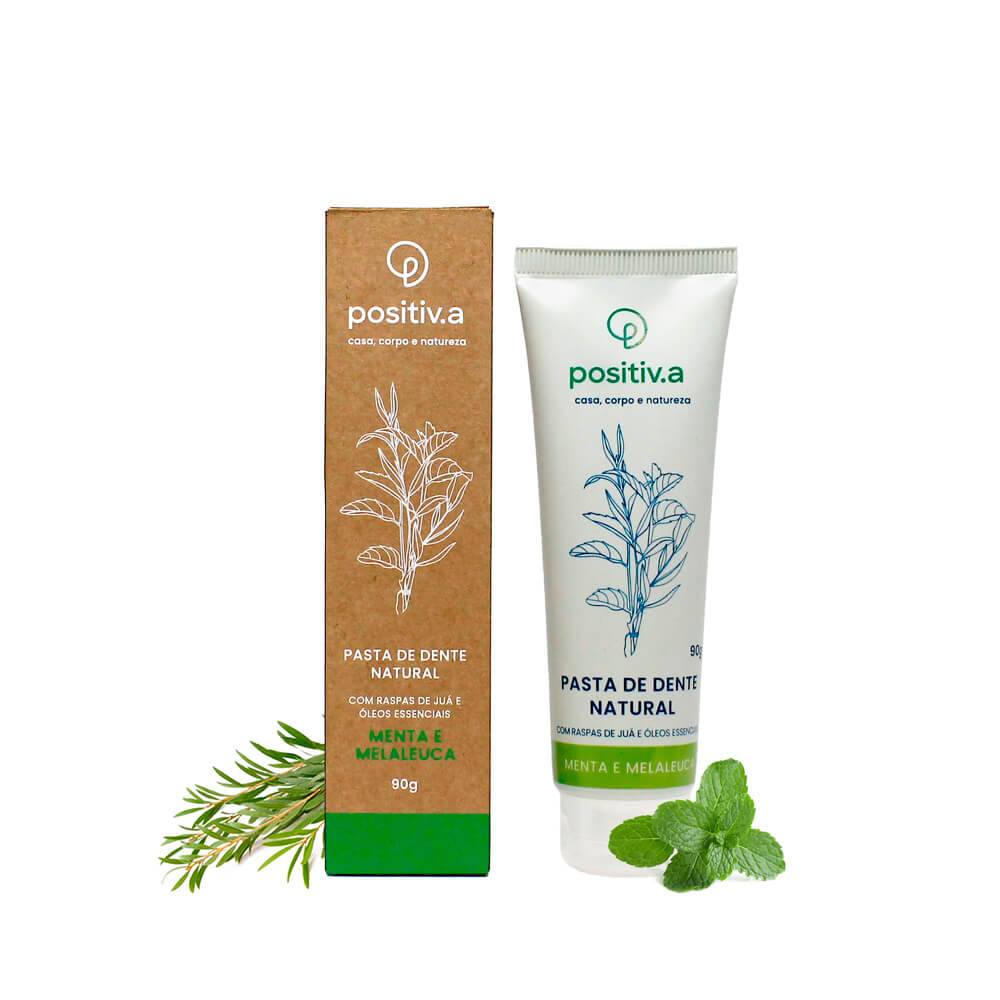 positiv.a
casa, corpo e natureza
PASTA DE DENTE
NATURAL
COM RASPAS DE JUÁ E
ÓLEOS ESSENCIAIS
MENTA E
MELALEUCA
90g
positiv.a
casa, corpo e natureza
90g
PASTA DE DENTE
NATURAL
COM RASPAS DE JUÁ E ÓLEOS ESSENCIAIS
MENTA E MELALEUCA